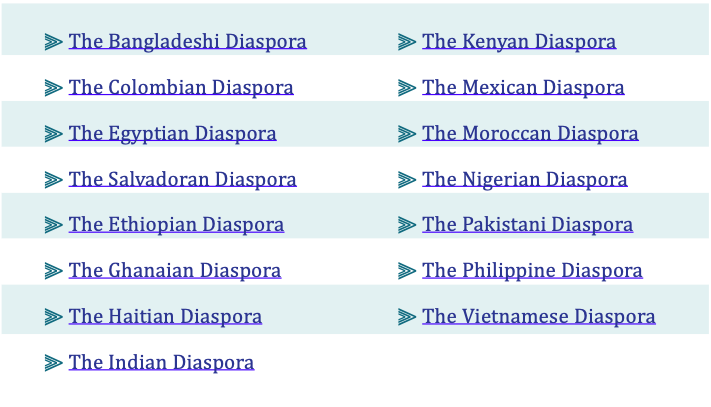 The Bangladeshi Diaspora
The Colombian Diaspora
The Egyptian Diaspora
The Salvadoran Diaspora
The Ethiopian Diaspora
The Ghanaian Diaspora
The Haitian Diaspora
The Indian Diaspora
The Kenyan Diaspora
The Mexican Diaspora
The Moroccan Diaspora
The Nigerian Diaspora
The Pakistani Diaspora
The Philippine Diaspora
The Vietnamese Diaspora